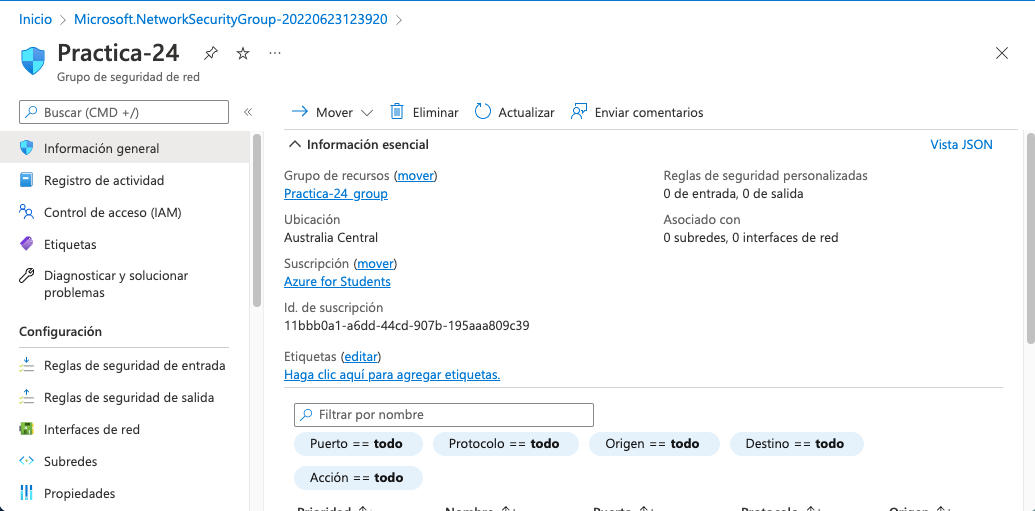 Inicio > Microsoft.NetworkSecurityGroup-20220623123920 >
Practica-24
Grupo de seguridad de red
Buscar (CMD +/)
Información general
Registro de actividad
Control de acceso (IAM)
Etiquetas
Diagnosticar y solucionar
problemas
Configuración
Reglas de seguridad de entrada
Reglas de seguridad de salida
Interfaces de red
Subredes
Propiedades
Mover
Eliminar
Actualizar
Enviar comentarios
Información esencial
Vista JSON
Grupo de recursos (mover)
Practica-24_group
Ubicación
Australia Central
Suscripción (mover)
Azure for Students
Id. de suscripción
11bbb0a1-a6dd-44cd-907b-195aaa809c39
Etiquetas (editar)
Haga clic aquí para agregar etiquetas.
Reglas de seguridad personalizadas
0 de entrada, 0 de salida
Asociado con
0 subredes, 0 interfaces de red
Filtrar por nombre
Puerto == todo
Protocolo == todo
Origen == todo
Destino == todo
Acción == todo
Prioridad
Nombre
Puerto
Protocolo
Origen